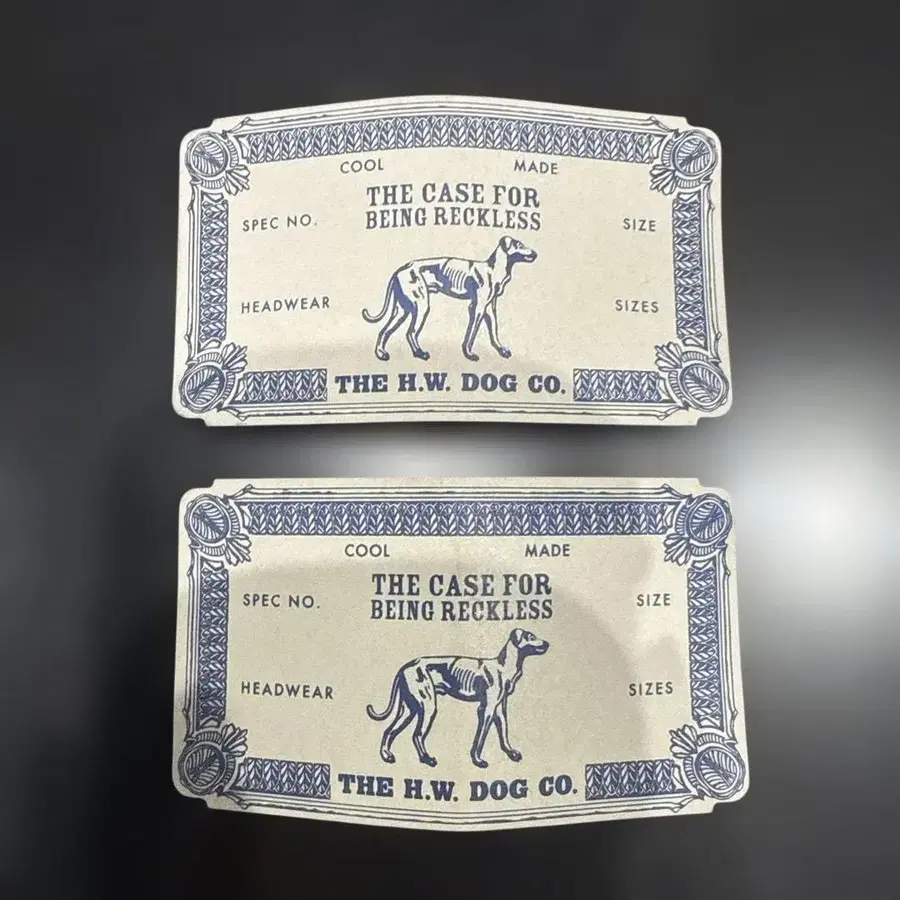 COOL MADE
THE CASE FOR
SPEC NO. BEING RECKLESS SIZE
HEADWEAR SIZES
THE H.W. DOG CO.
COOL MADE
THE CASE FOR
SPEC NO. BEING RECKLESS SIZE
HEADWEAR SIZES
THE H.W. DOG CO.